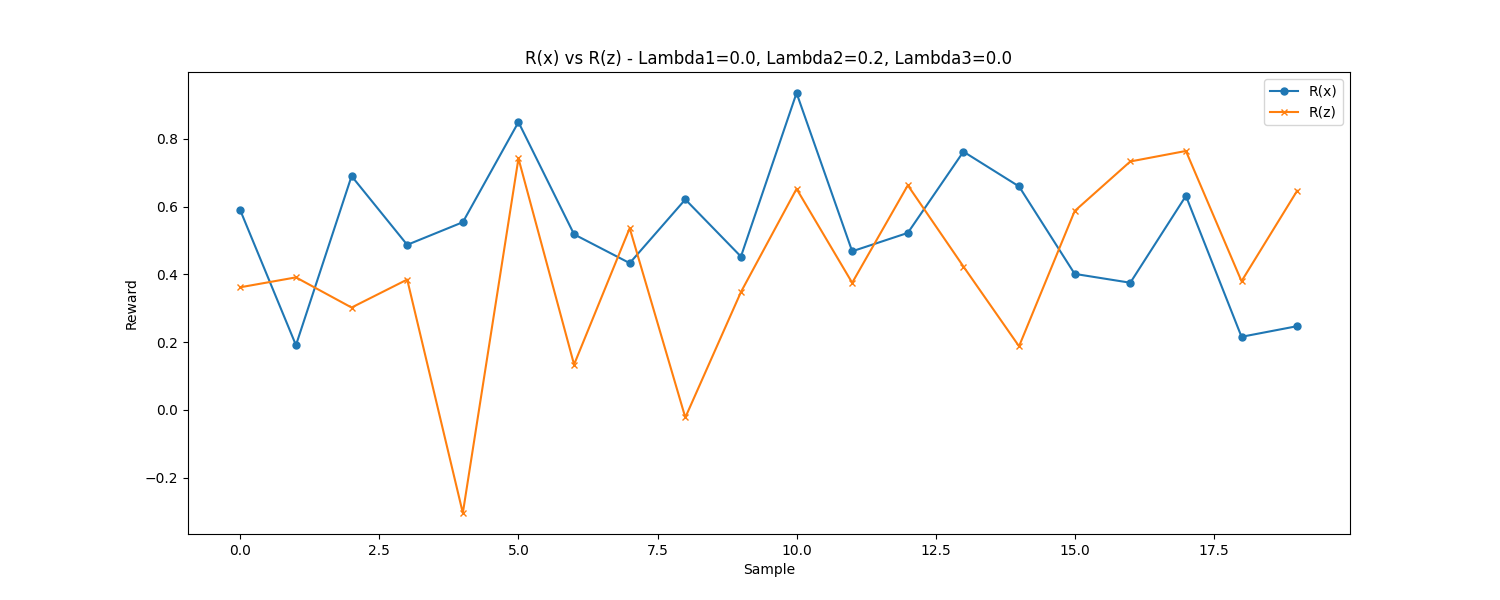 R(x) vs R(z) - Lambda1=0.0, Lambda2=0.2, Lambda3=0.0
R(x)
R(z)
Reward
0.8
0.6
0.4
0.2
0.0
−0.2
0.0 2.5 5.0 7.5 10.0 12.5 15.0 17.5
Sample